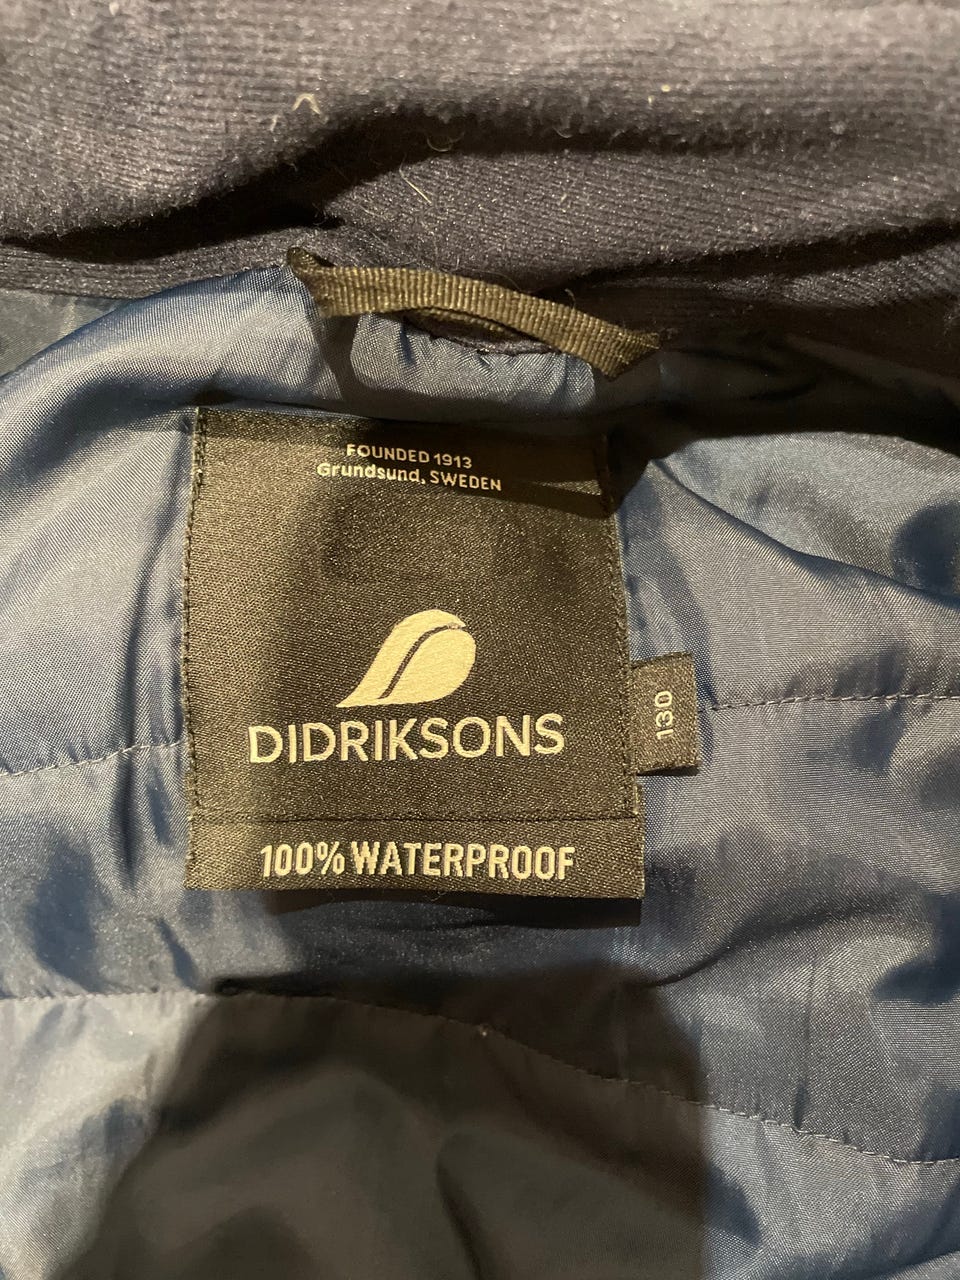 FOUNDED 1913
Grundsund, SWEDEN
DIDRIKSONS
130
100% WATERPROOF